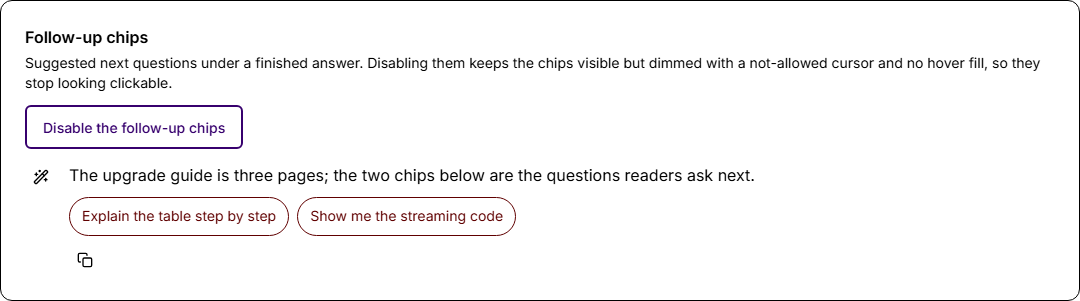 Follow-up chips
Suggested next questions under a finished answer. Disabling them keeps the chips visible but dimmed with a not-allowed cursor and no hover fill, so they
stop looking clickable.
Disable the follow-up chips
The upgrade guide is three pages; the two chips below are the questions readers ask next.
Explain the table step by step
Show me the streaming code